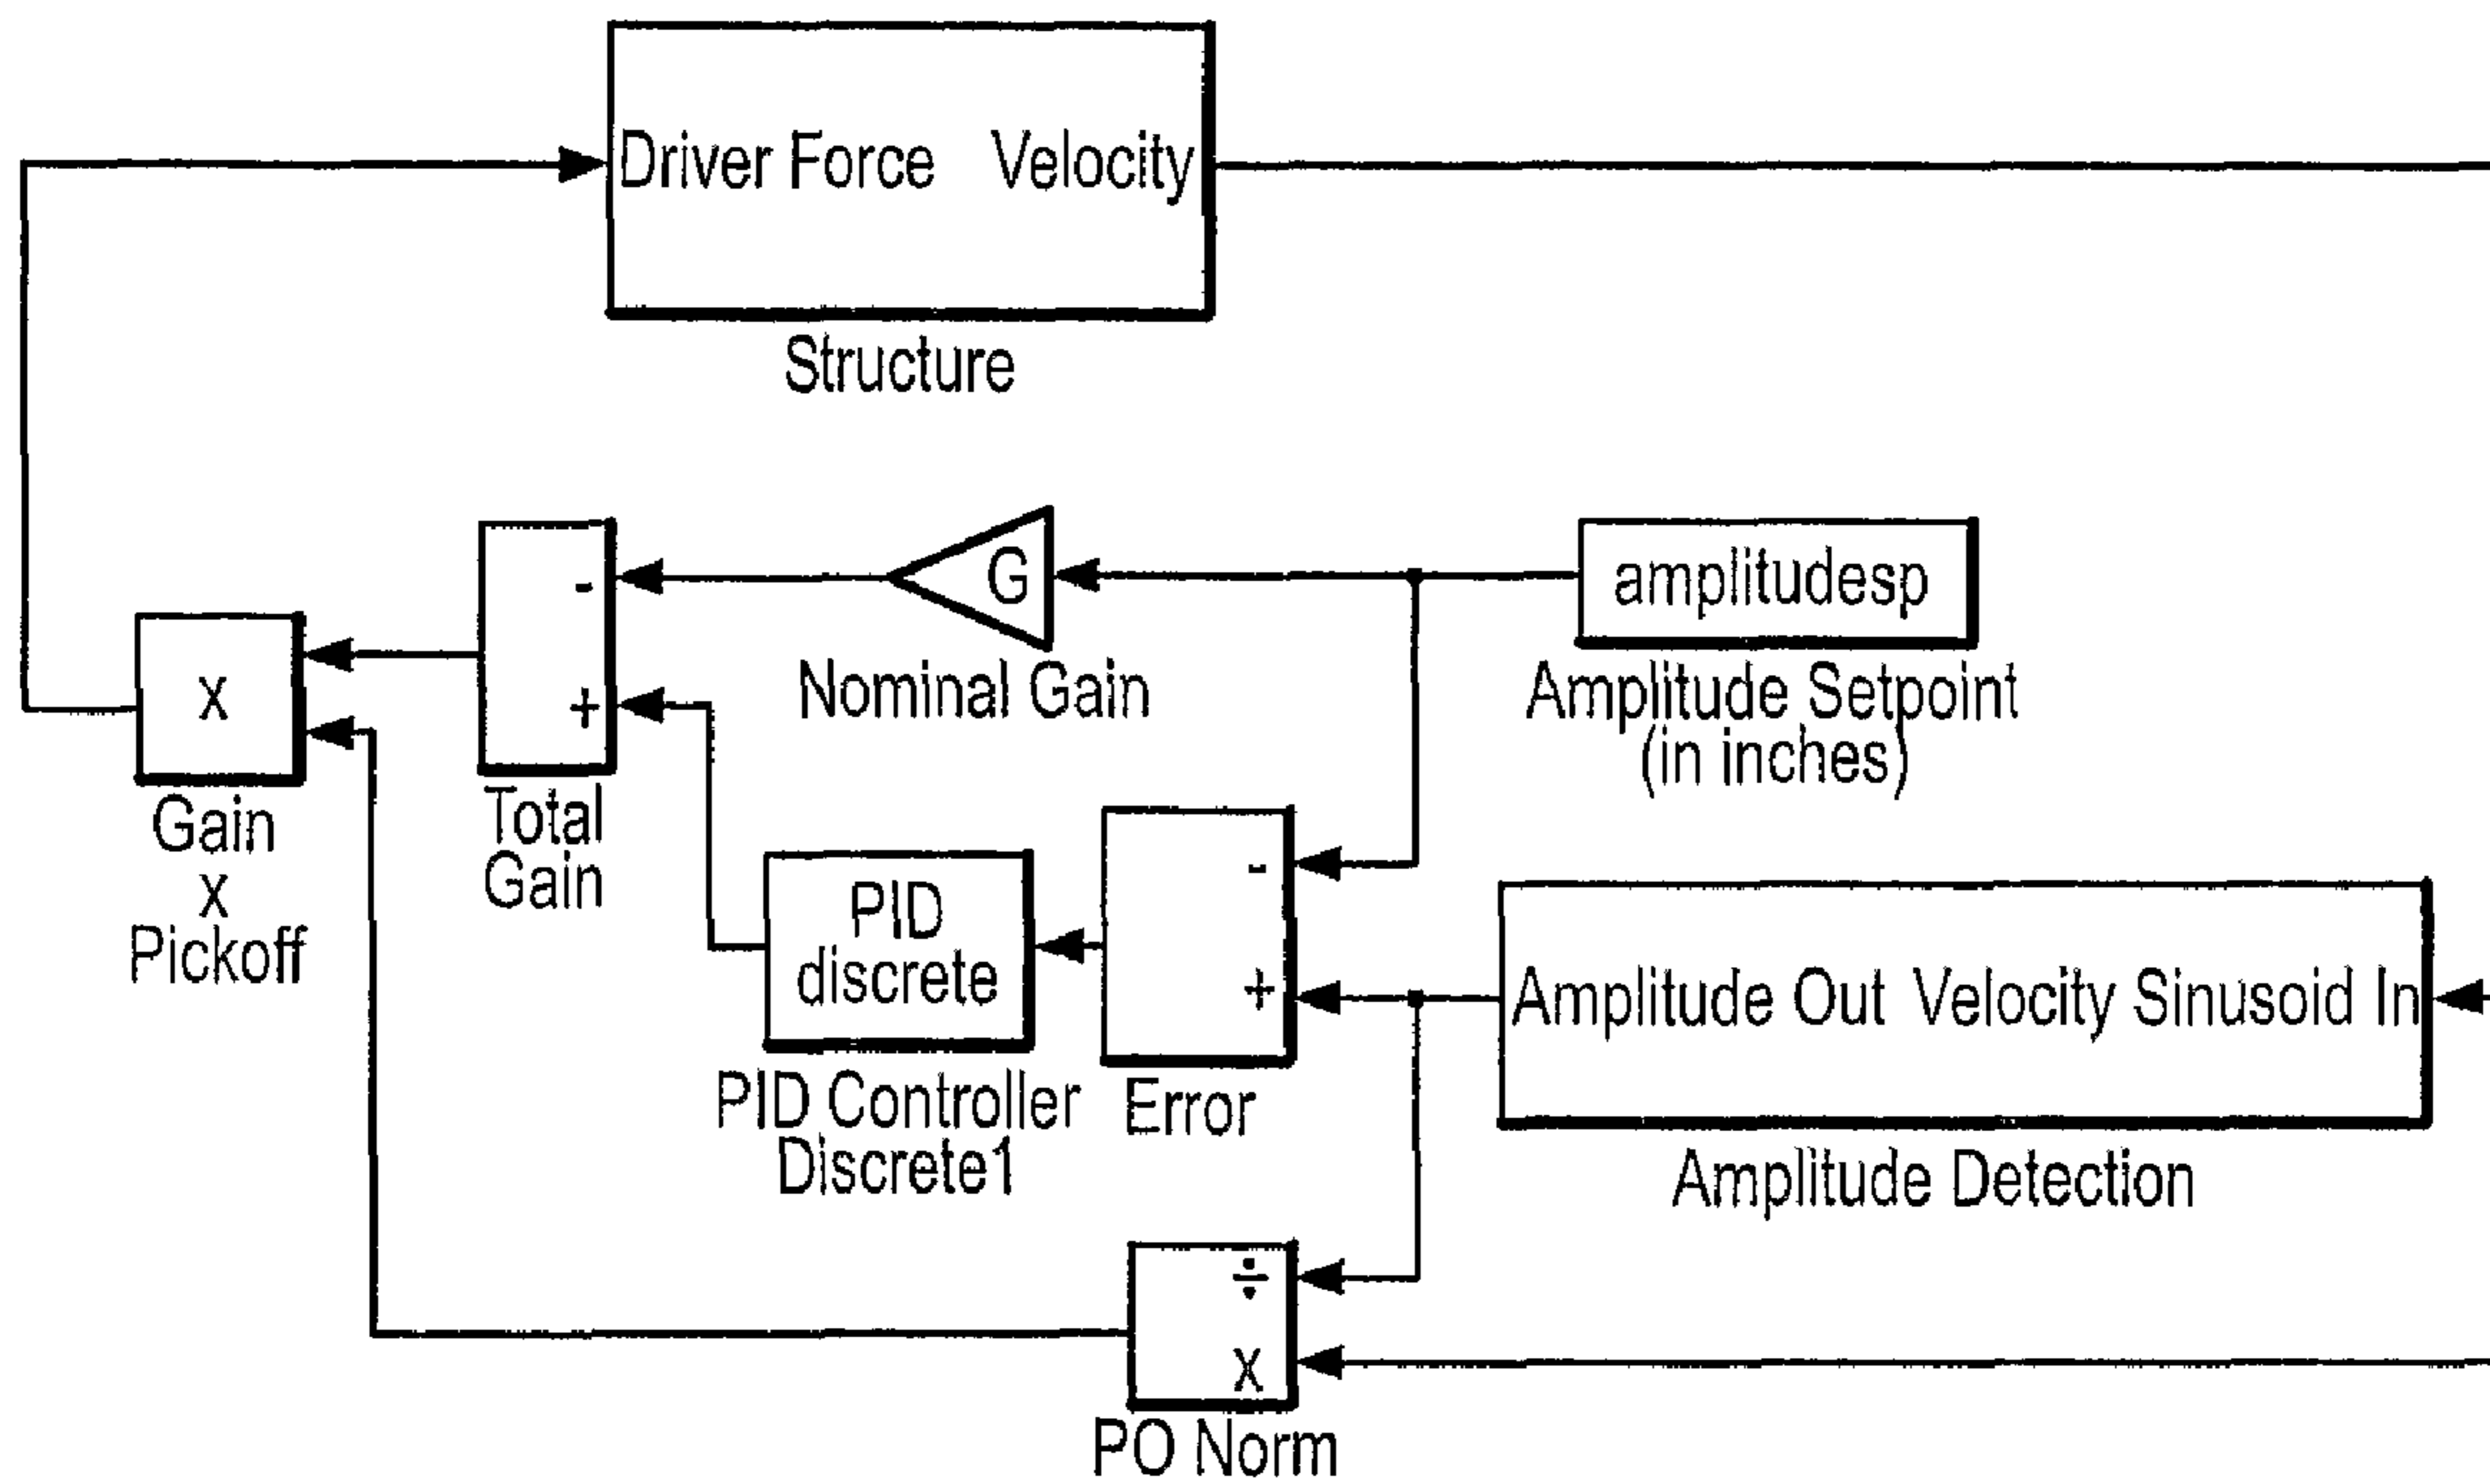 Driver Force Velocity
Structure
-
+
G
amplitudesp
Nominal Gain
Amplitude Setpoint
(in inches)
x
Gain
x
Pickoff
Total
Gain
PID
discrete
PID Controller
Discrete1
-
+
Error
Amplitude Out Velocity Sinusoid In
Amplitude Detection
÷
x
PO Norm